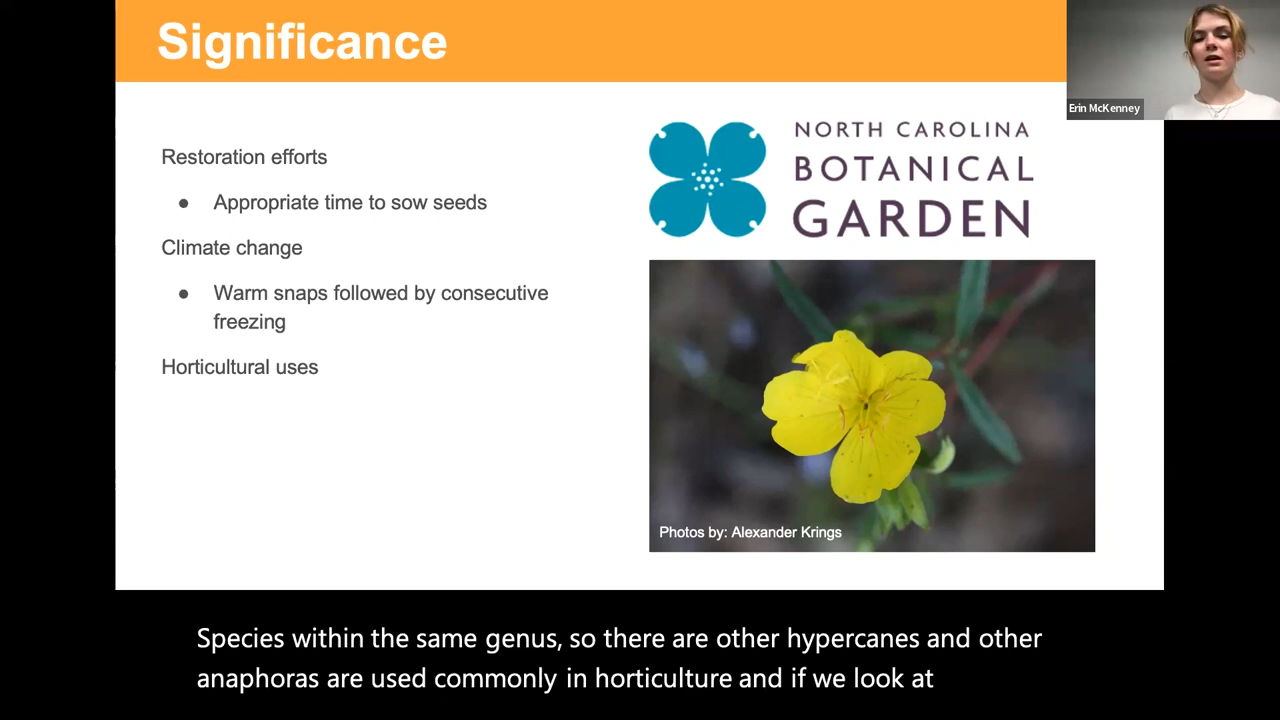 Significance
Erin McKenney
Restoration efforts
● Appropriate time to sow seeds
Climate change
● Warm snaps followed by consecutive
freezing
Horticultural uses
NORTH CAROLINA
BOTANICAL
GARDEN
Photos by: Alexander Krings
Species within the same genus, so there are other hypercanes and other
anaphoras are used commonly in horticulture and if we look at